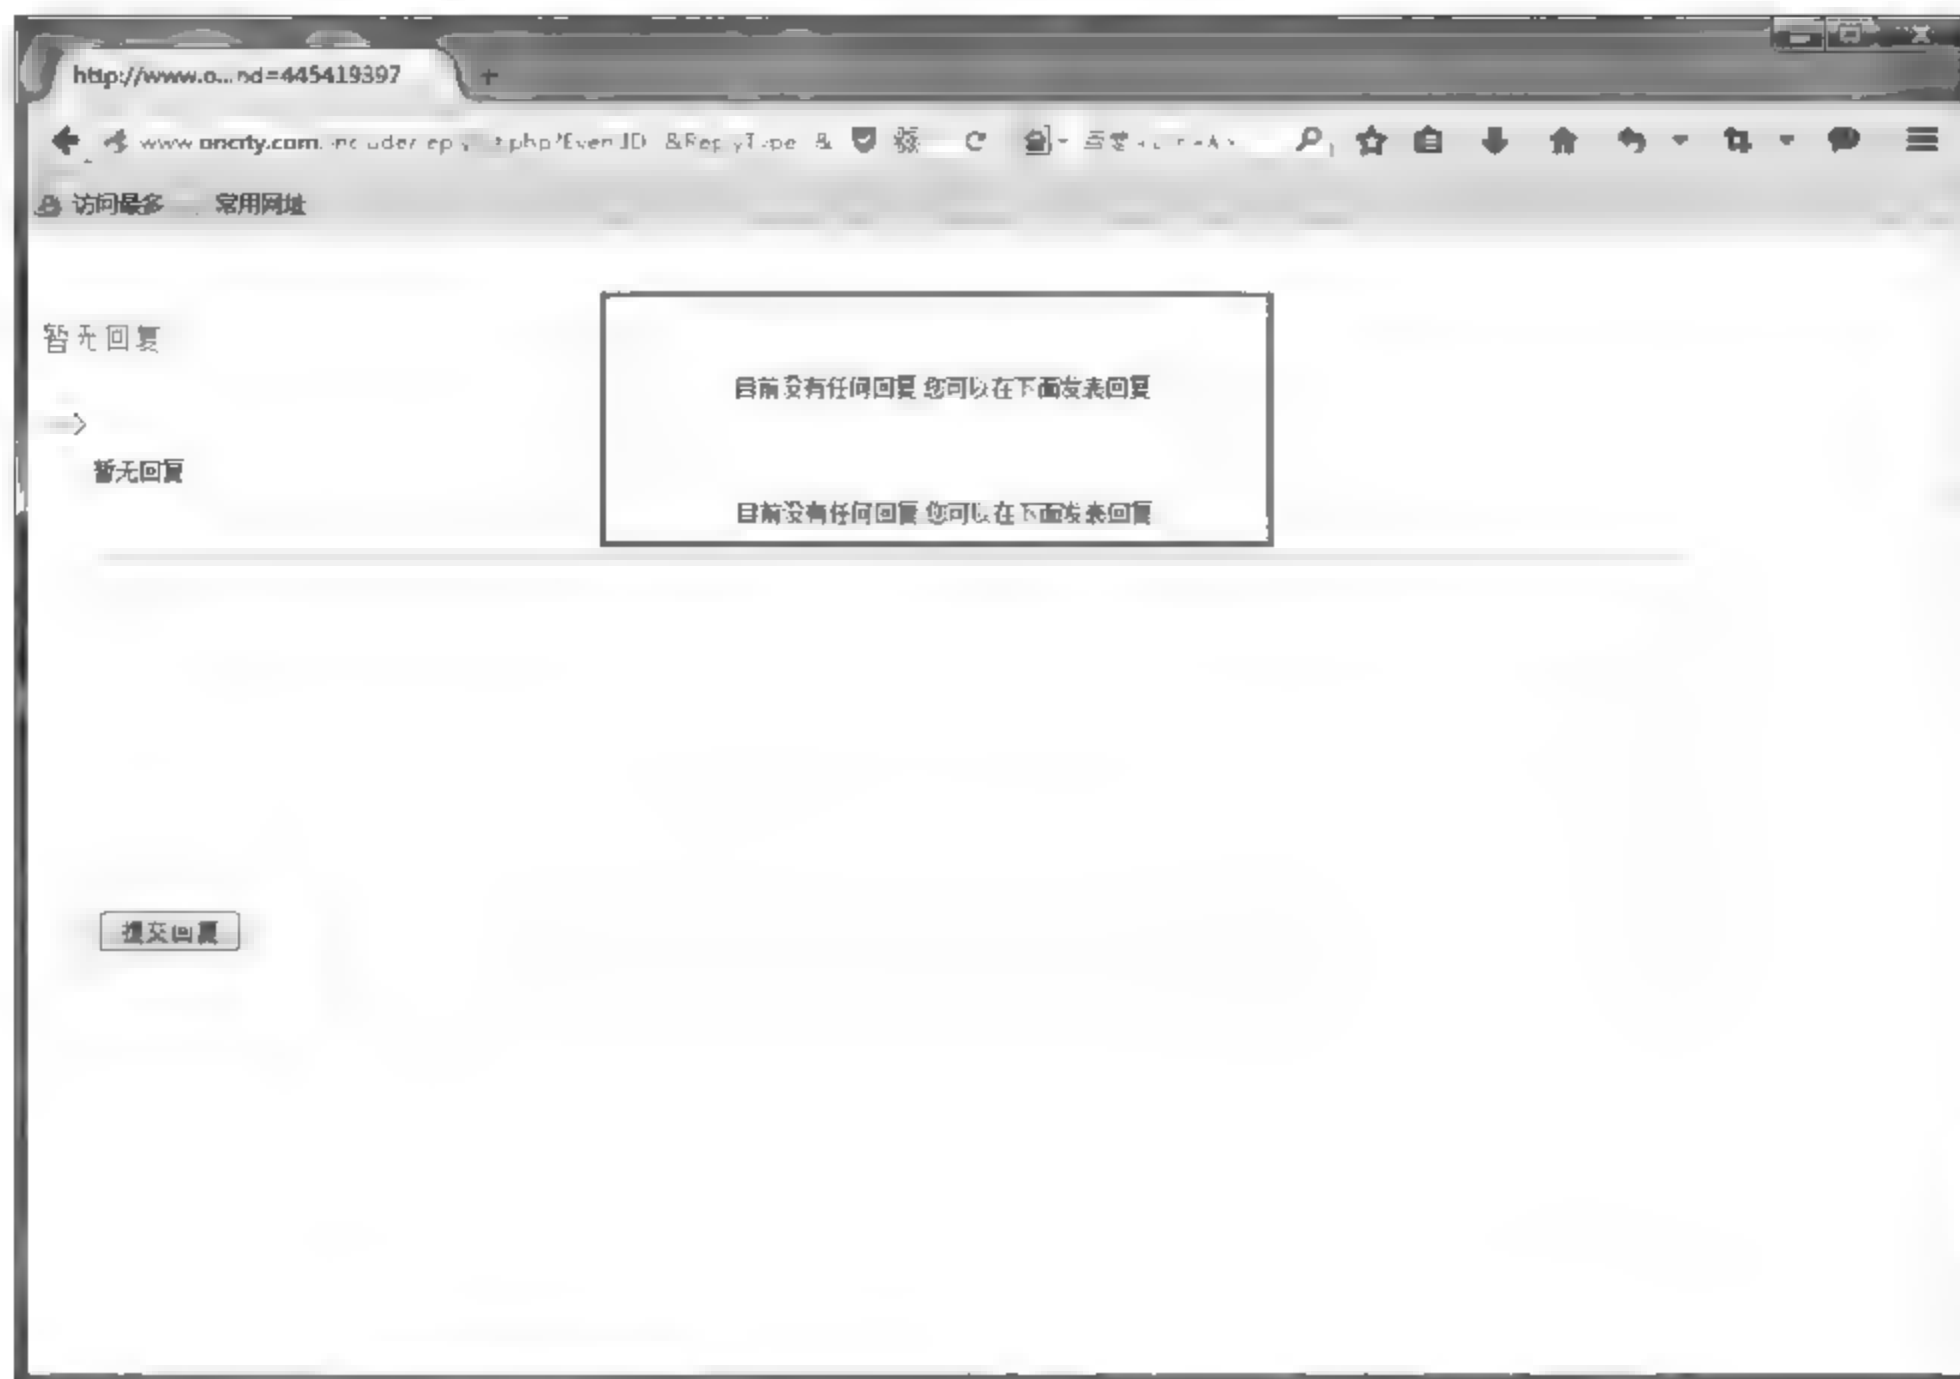 http://www.o...nd=445419397
www.oncity.com
访问最多 常用网址
暂无回复
目前没有任何回复 您可以在下面发表回复
暂无回复
目前没有任何回复 您可以在下面发表回复
提交回复